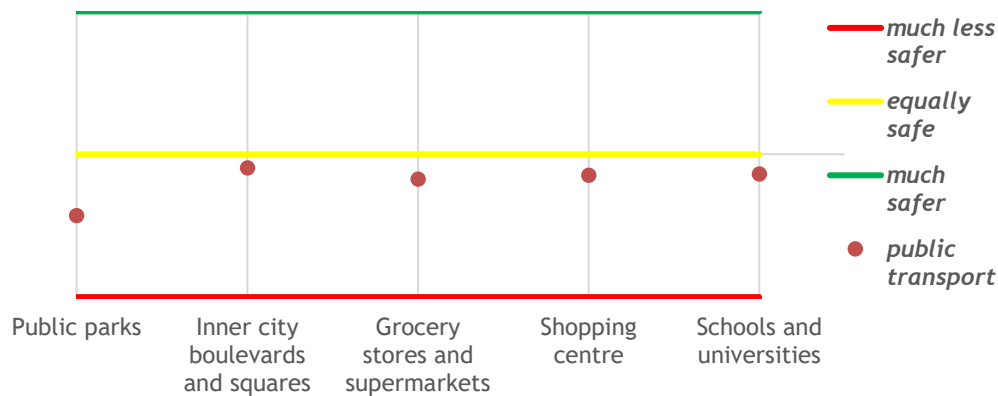 much less
safer
equally
safe
much
safer
public
transport
Public parks
Inner city
boulevards
and squares
Grocery
stores and
supermarkets
Shopping
centre
Schools and
universities